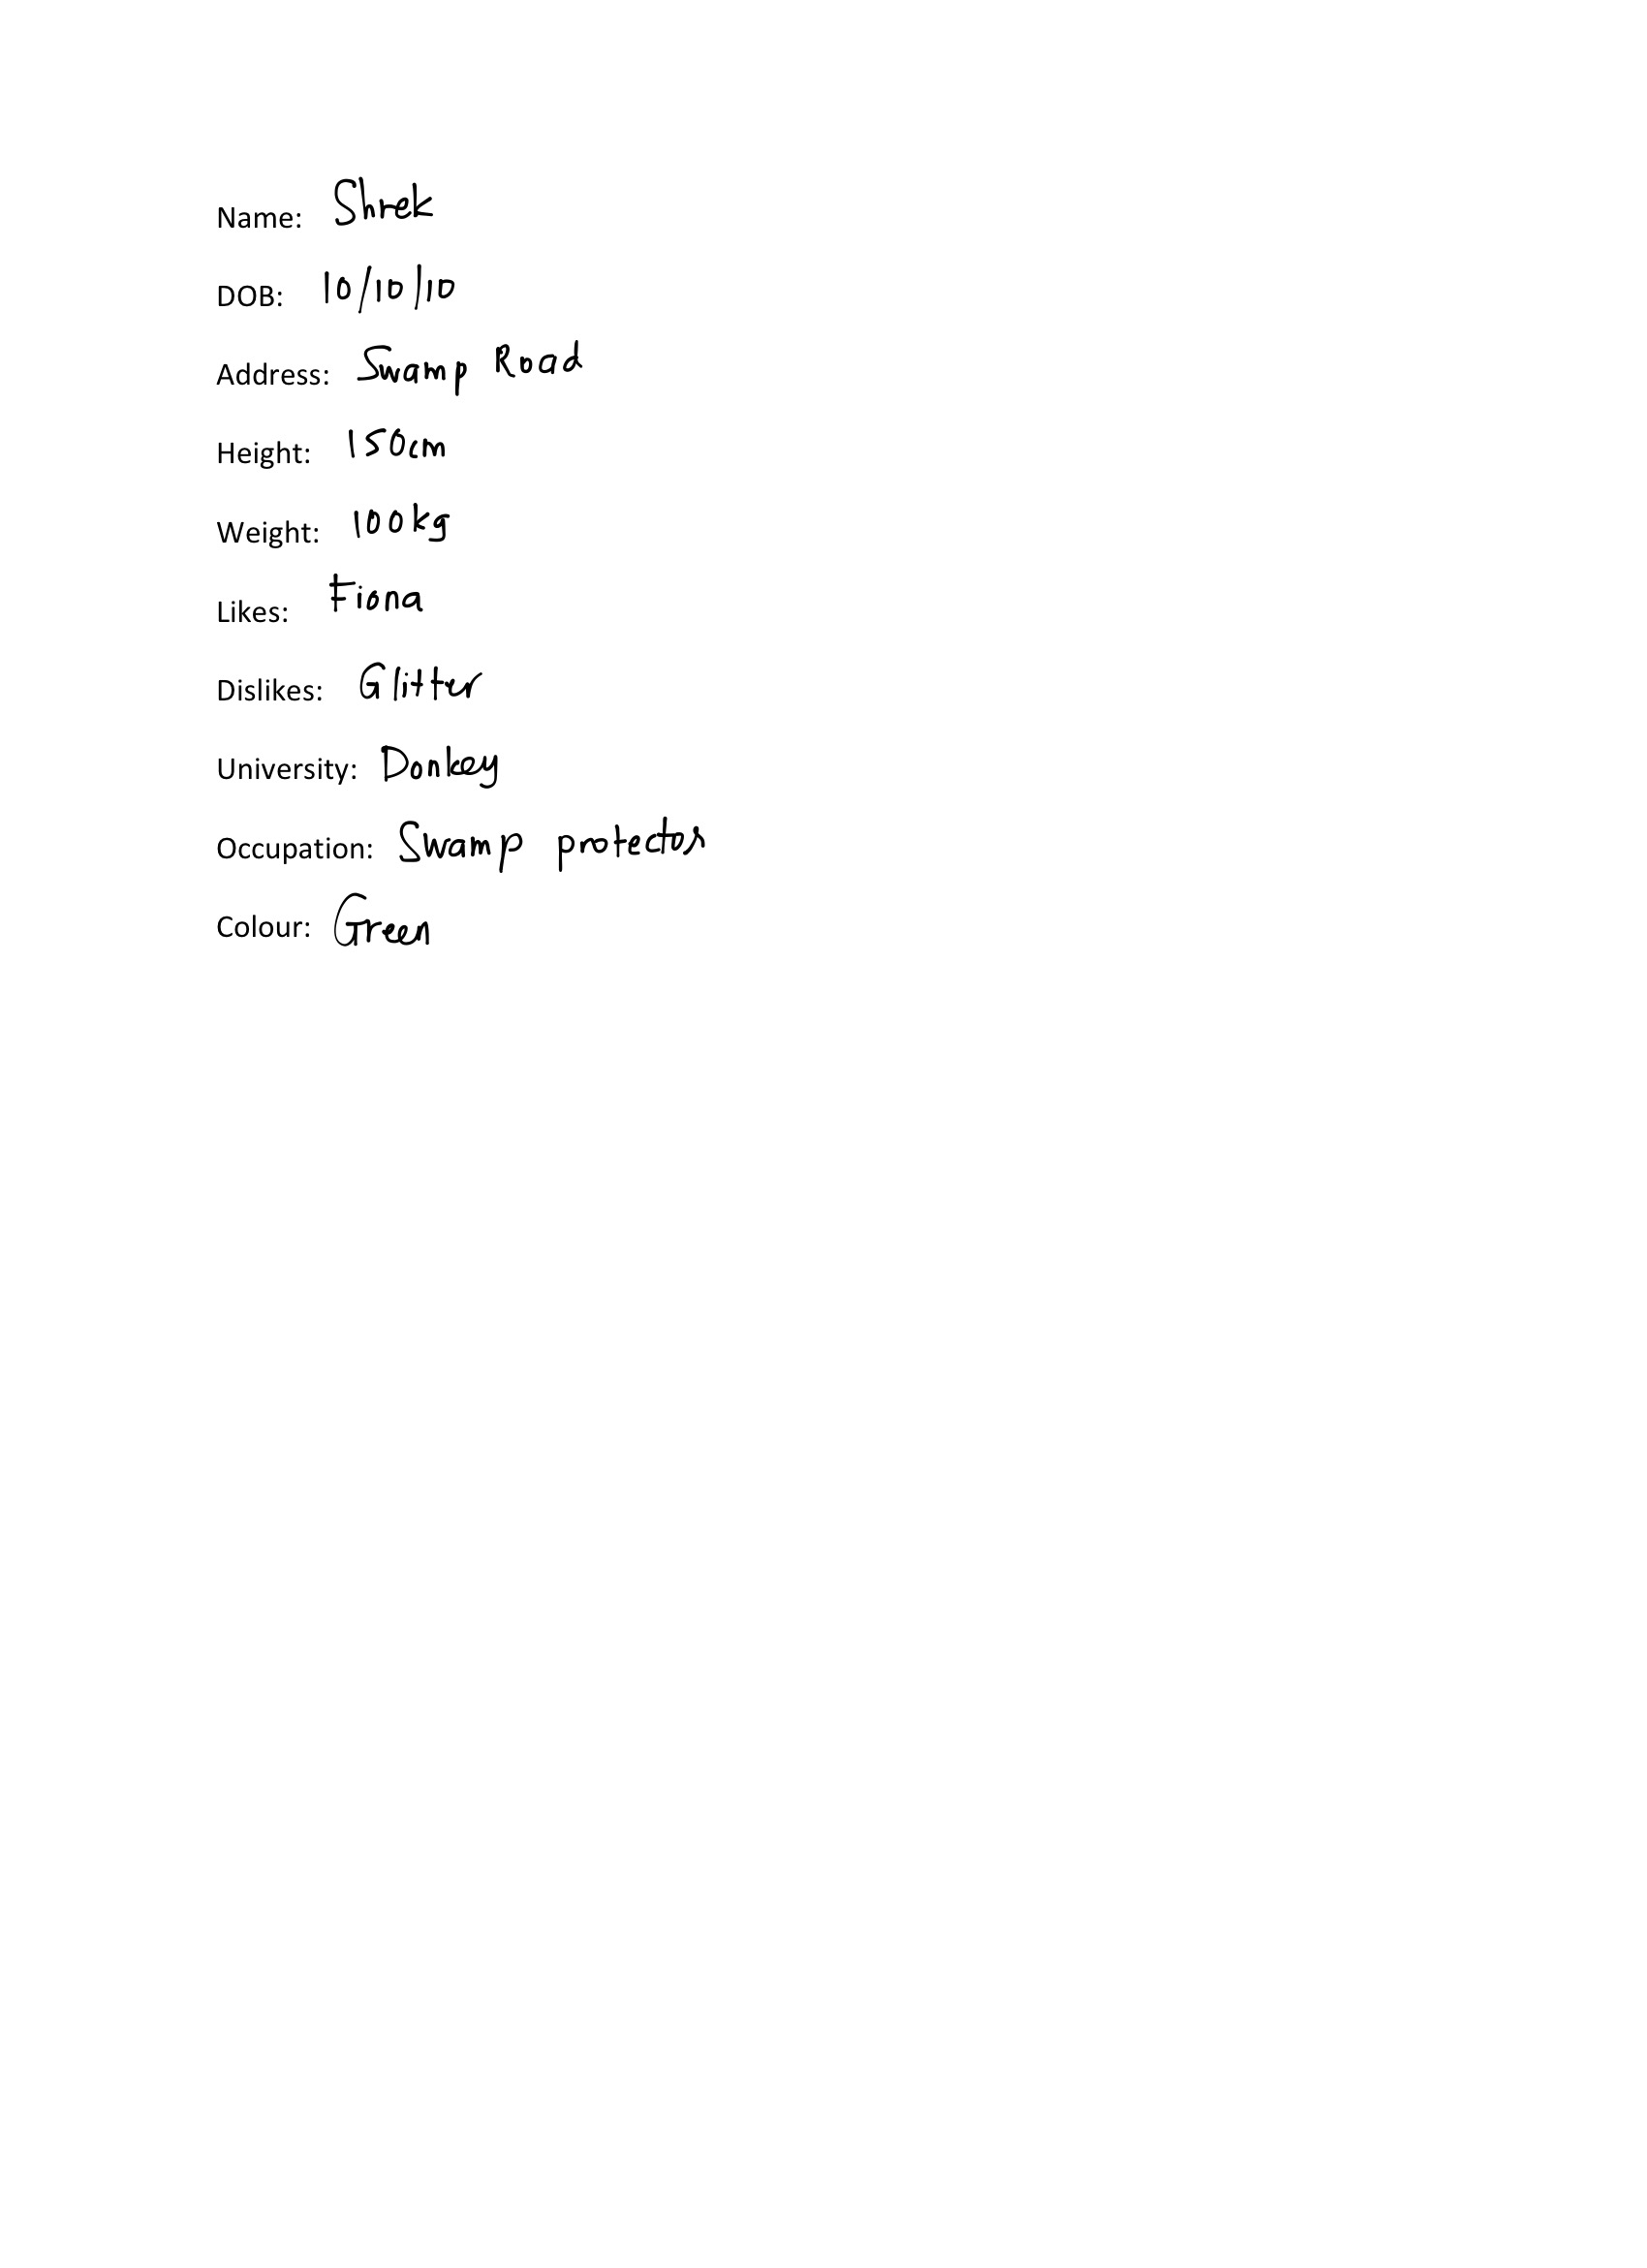 Name: Shrek
DOB: 10/10/10
Address: Swamp Road
Height: 150cm
Weight: 100kg
Likes: Fiona
Dislikes: Glitter
University: Donkey
Occupation: Swamp protector
Colour: Green